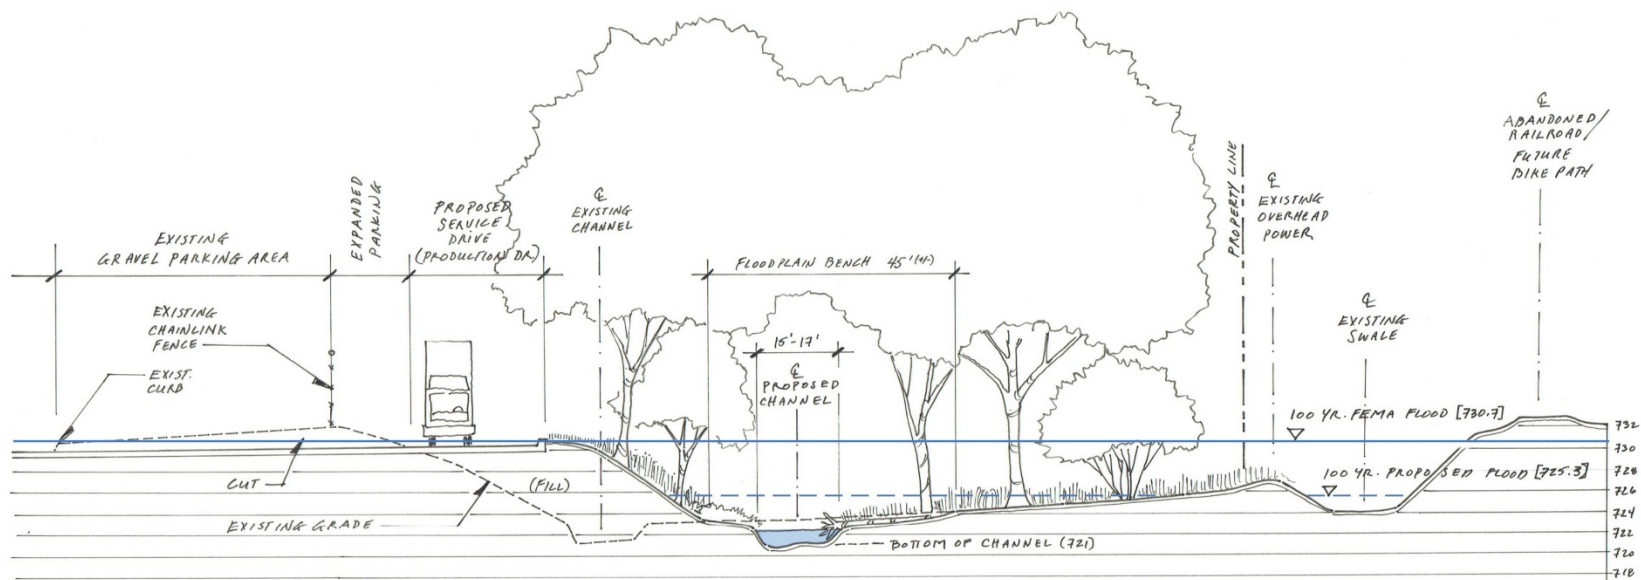 EXISTING
GRAVEL PARKING AREA
EXPANDED
PARKING
PROPOSED
SERVICE
DRIVE
(PRODUCTION DR.)
℄
EXISTING
CHANNEL
FLOODPLAIN BENCH 45'(+/-)
PROPERTY LINE
℄
EXISTING
OVERHEAD
POWER
℄
EXISTING
SWALE
℄
ABANDONED/
RAILROAD/
FUTURE
BIKE PATH
EXISTING
CHAINLINK
FENCE
EXIST.
CURB
15'-17'
℄
PROPOSED
CHANNEL
100 YR. FEMA FLOOD [730.7]
100 YR. PROPOSED FLOOD [725.3]
CUT
(FILL)
EXISTING GRADE
BOTTOM OF CHANNEL (721)
732
730
728
726
724
722
720
718